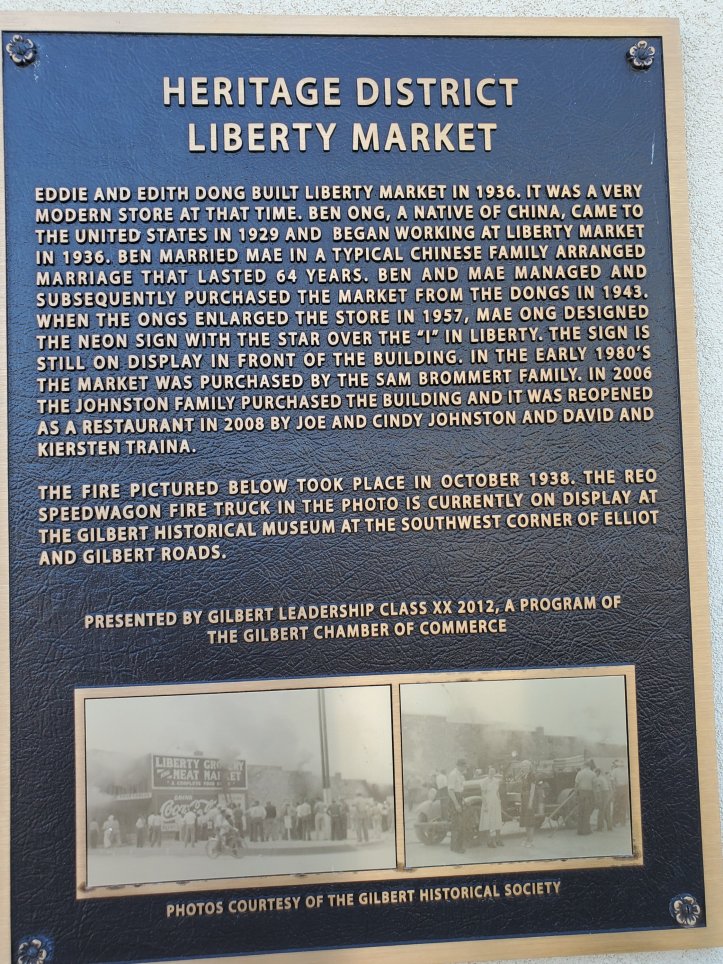 HERITAGE DISTRICT
LIBERTY MARKET
EDDIE AND EDITH DONG BUILT LIBERTY MARKET IN 1936. IT WAS A VERY
MODERN STORE AT THAT TIME. BEN ONG, A NATIVE OF CHINA, CAME TO
THE UNITED STATES IN 1929 AND BEGAN WORKING AT LIBERTY MARKET
IN 1936. BEN MARRIED MAE IN A TYPICAL CHINESE FAMILY ARRANGED
MARRIAGE THAT LASTED 64 YEARS. BEN AND MAE MANAGED AND
SUBSEQUENTLY PURCHASED THE MARKET FROM THE DONGS IN 1943.
WHEN THE ONGS ENLARGED THE STORE IN 1957, MAE ONG DESIGNED
THE NEON SIGN WITH THE STAR OVER THE "I" IN LIBERTY. THE SIGN IS
STILL ON DISPLAY IN FRONT OF THE BUILDING. IN THE EARLY 1980'S
THE MARKET WAS PURCHASED BY THE SAM BROMMERT FAMILY. IN 2006
THE JOHNSTON FAMILY PURCHASED THE BUILDING AND IT WAS REOPENED
AS A RESTAURANT IN 2008 BY JOE AND CINDY JOHNSTON AND DAVID AND
KIERSTEN TRAINA.
THE FIRE PICTURED BELOW TOOK PLACE IN OCTOBER 1938. THE REO
SPEEDWAGON FIRE TRUCK IN THE PHOTO IS CURRENTLY ON DISPLAY AT
THE GILBERT HISTORICAL MUSEUM AT THE SOUTHWEST CORNER OF ELLIOT
AND GILBERT ROADS.
PRESENTED BY GILBERT LEADERSHIP CLASS XX 2012, A PROGRAM OF
THE GILBERT CHAMBER OF COMMERCE
LIBERTY
MEAT MARKET
DRINK
PHOTOS COURTESY OF THE GILBERT HISTORICAL SOCIETY